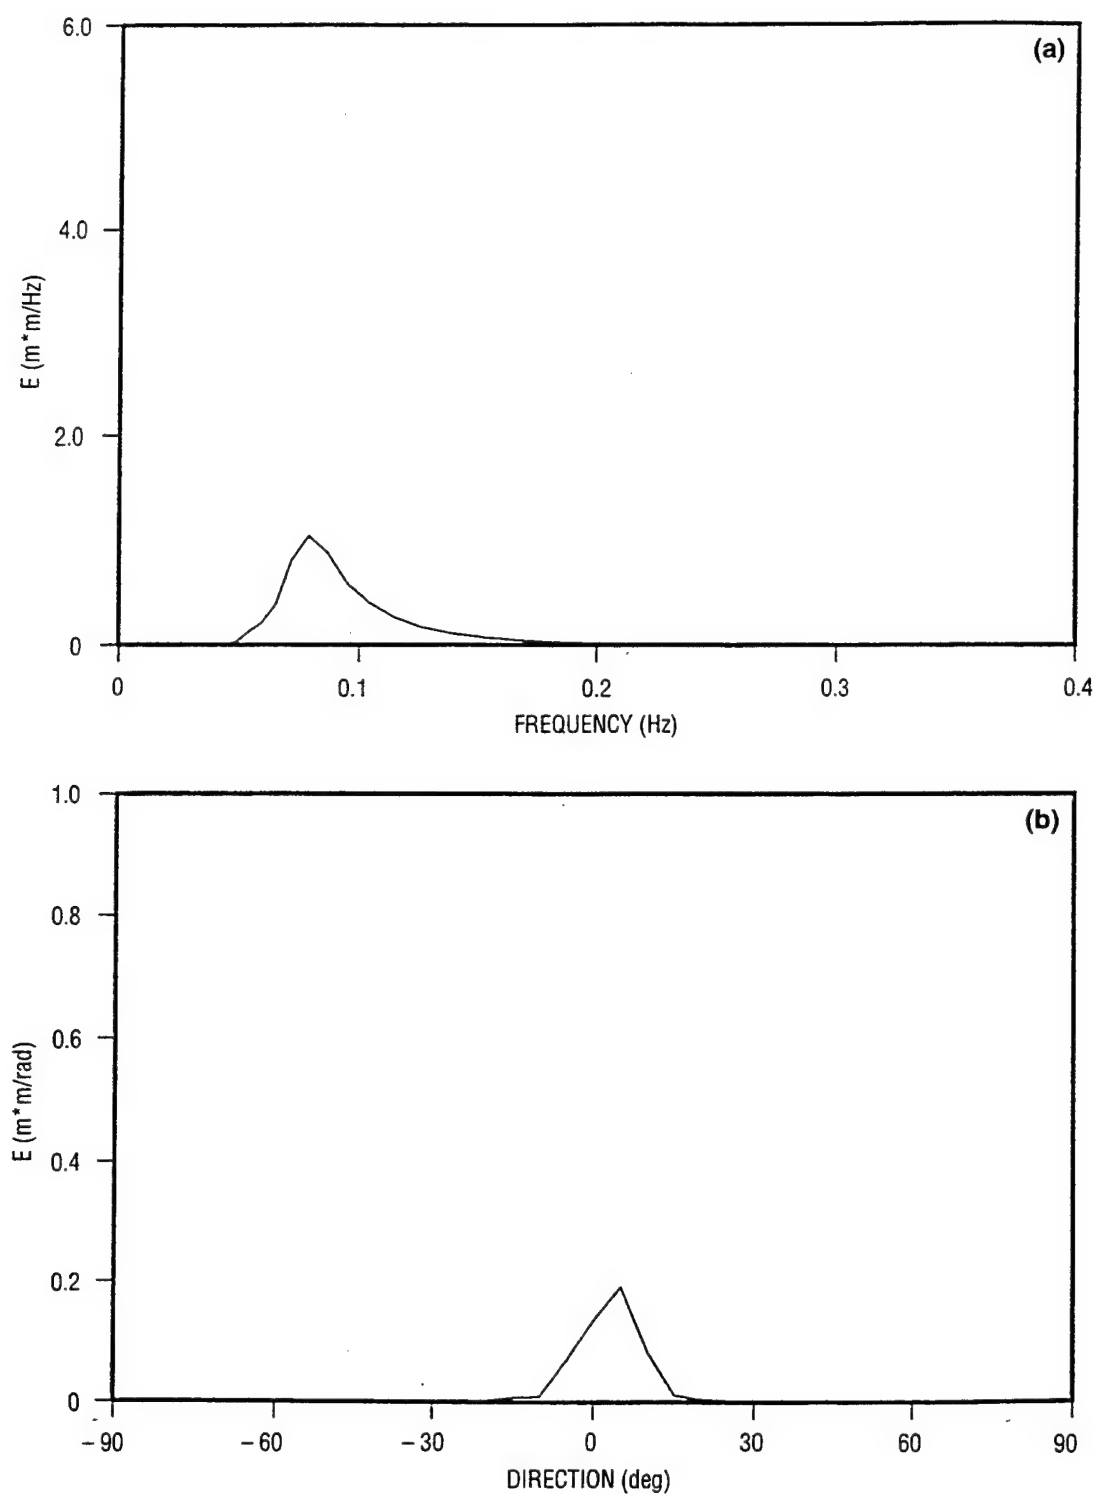 6.0
(a)
4.0
E (m*m/Hz)
2.0
0
0 0.1 0.2 0.3 0.4
FREQUENCY (Hz)
1.0
(b)
0.8
0.6
E (m*m/rad)
0.4
0.2
0
−90 −60 −30 0 30 60 90
DIRECTION (deg)